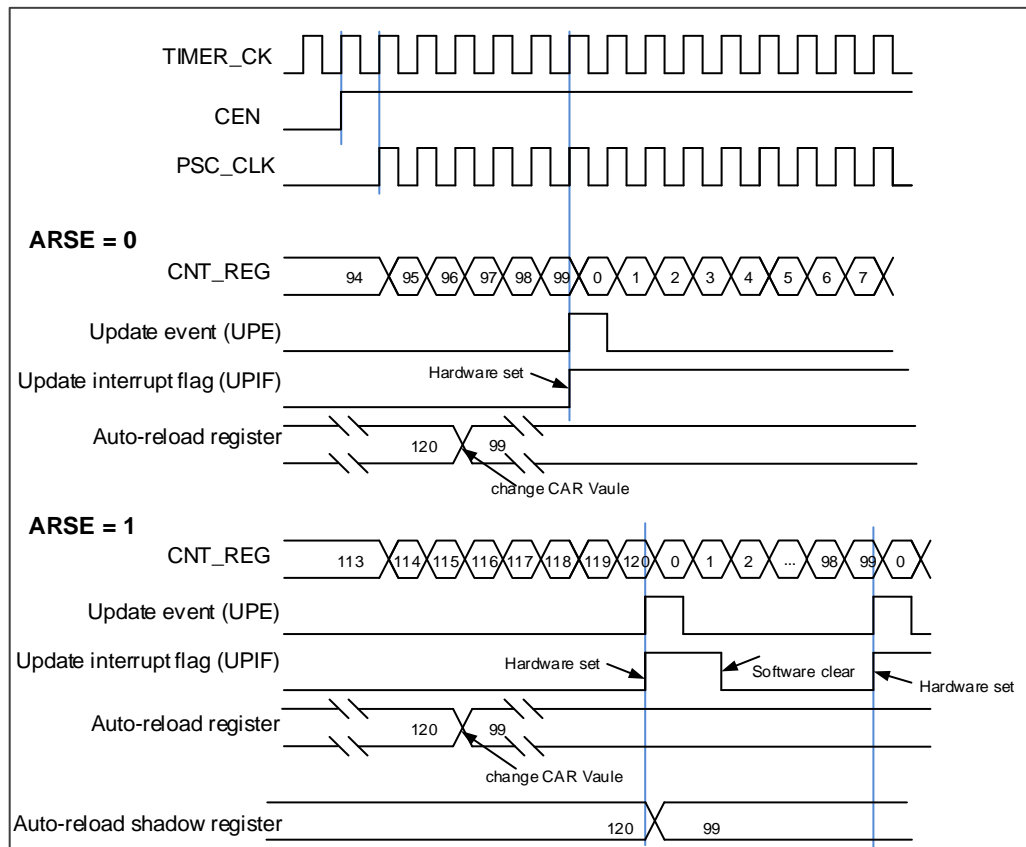 TIMER_CK
CEN
PSC_CLK
ARSE = 0
CNT_REG 94 95 96 97 98 99 0 1 2 3 4 5 6 7
Update event (UPE)
Update interrupt flag (UPIF) Hardware set
Auto-reload register 120 99
change CAR Vaule
ARSE = 1
CNT_REG 113 114 115 116 117 118 119 120 0 1 2 ... 98 99 0
Update event (UPE)
Update interrupt flag (UPIF) Hardware set Software clear Hardware set
Auto-reload register 120 99
change CAR Vaule
Auto-reload shadow register 120 99